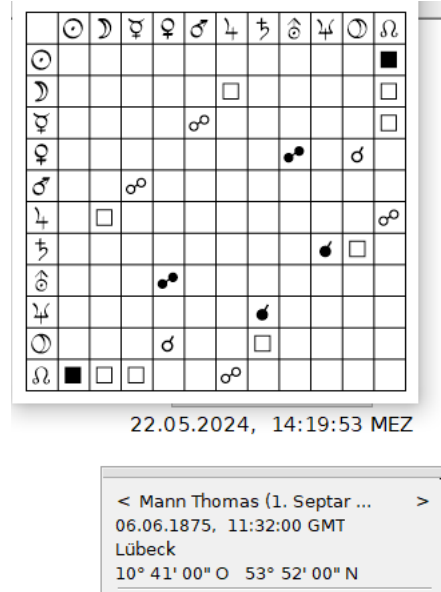 22.05.2024, 14:19:53 MEZ
< Mann Thomas (1. Septar ... >
06.06.1875, 11:32:00 GMT
Lübeck
10° 41' 00" O 53° 52' 00" N